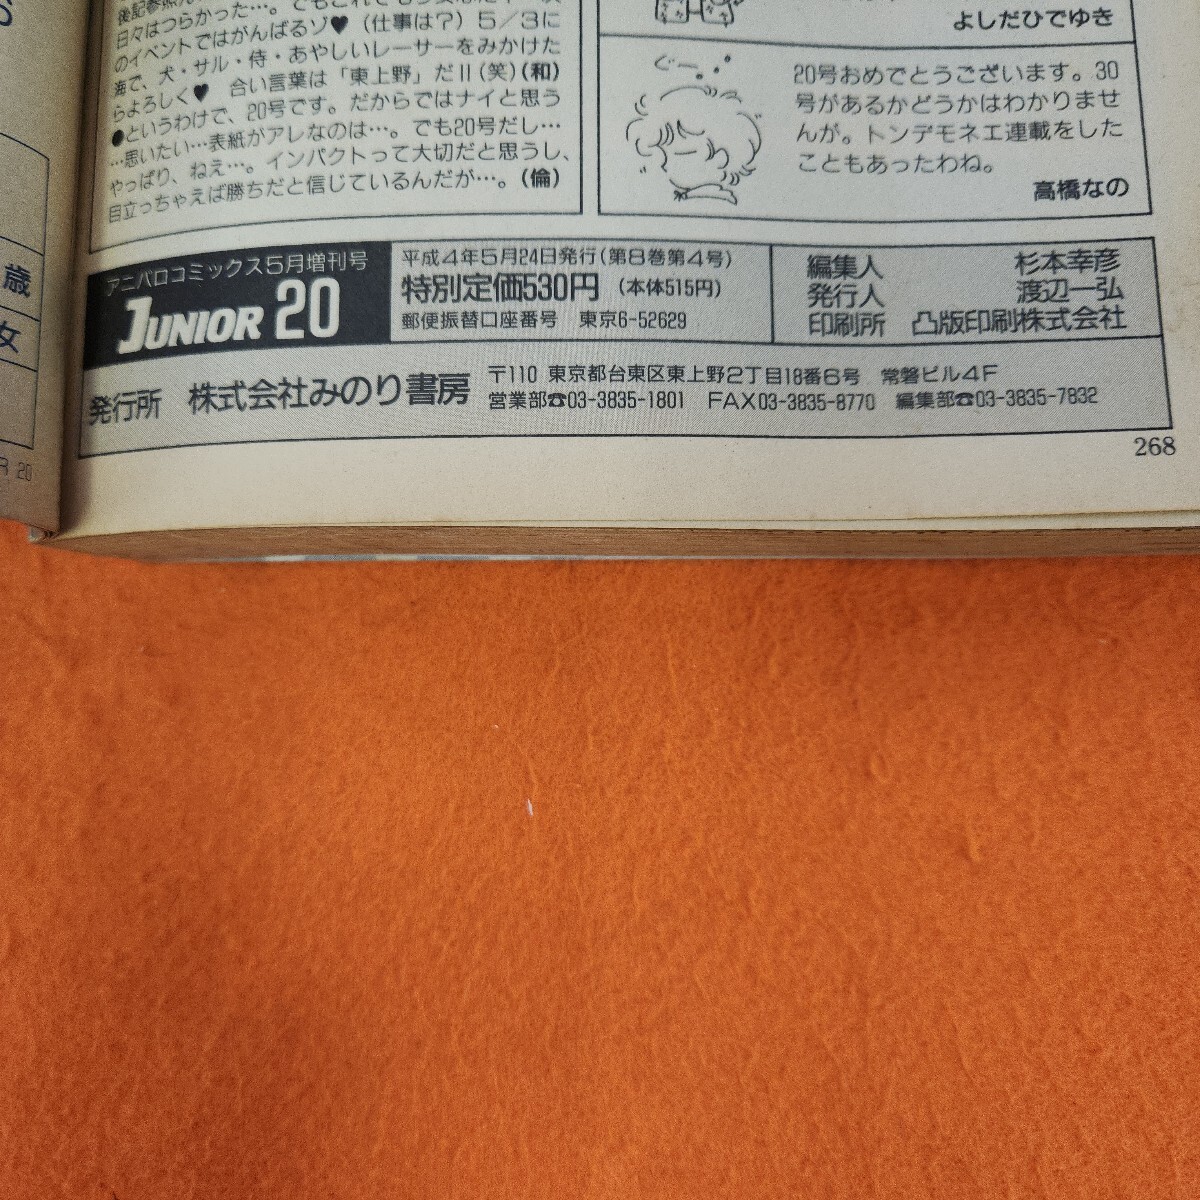 日々はつらかった…。でもこれでもう
のイベントではがんばるゾ♥(仕事は?)5/3に
海で、犬・サル・侍・あやしいレーサーをみかけた
らよろしく♥ 合い言葉は「東上野」だ!!(笑)(和)
●というわけで、20号です。だからではナイと思う
…思いたい…表紙がアレなのは…。でも20号だし…
やっぱり、ねえ…。インパクトって大切だと思うし、
目立っちゃえば勝ちだと信じているんだが…。(倫)
よしだひでゆき
ぐー…
20号おめでとうございます。30
号があるかどうかはわかりませ
んが。トンデモネエ連載をした
こともあったわね。
高橋なの
歳
女
R 20
アニパロコミックス5月増刊号
JUNIOR 20
平成4年5月24日発行(第8巻第4号)
特別定価530円 (本体515円)
郵便振替口座番号 東京6-52629
編集人 杉本幸彦
発行人 渡辺一弘
印刷所 凸版印刷株式会社
発行所 株式会社みのり書房
〒110 東京都台東区東上野2丁目18番6号 常磐ビル4F
営業部☎03-3835-1801 FAX03-3835-8770 編集部☎03-3835-7832
268